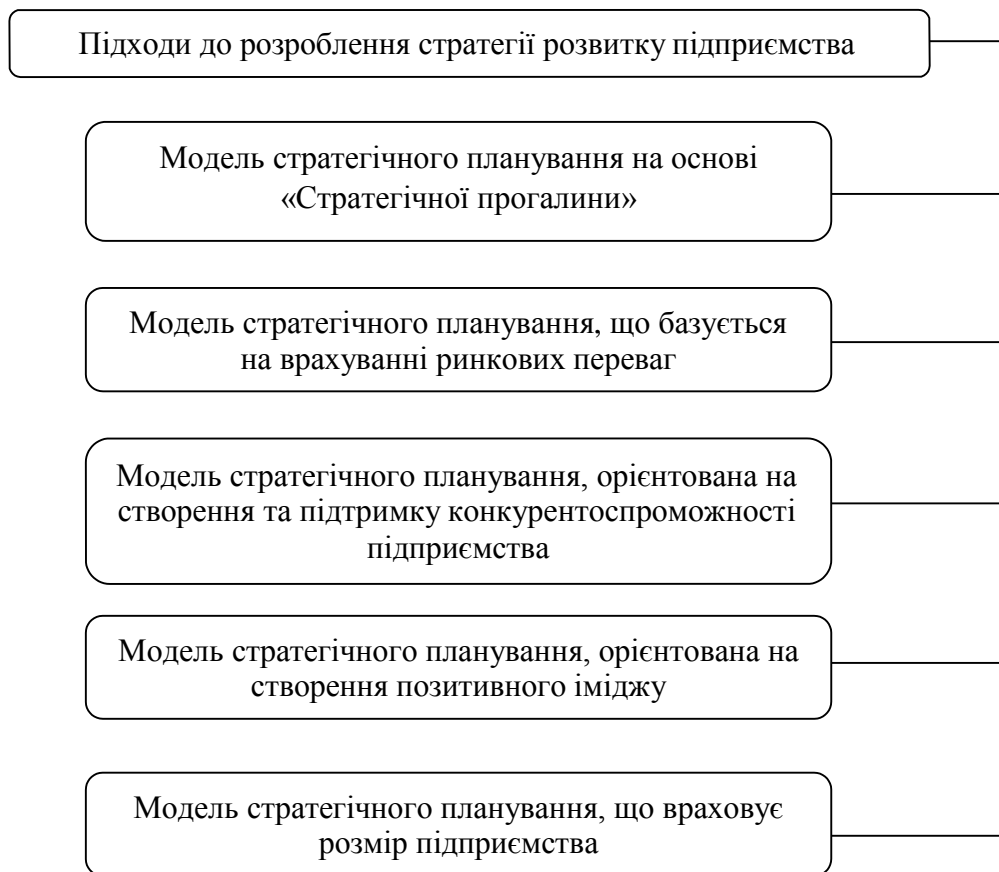 Підходи до розроблення стратегії розвитку підприємства
Модель стратегічного планування на основі
«Стратегічної прогалини»
Модель стратегічного планування, що базується
на врахуванні ринкових переваг
Модель стратегічного планування, орієнтована на
створення та підтримку конкурентоспроможності
підприємства
Модель стратегічного планування, орієнтована на
створення позитивного іміджу
Модель стратегічного планування, що враховує
розмір підприємства